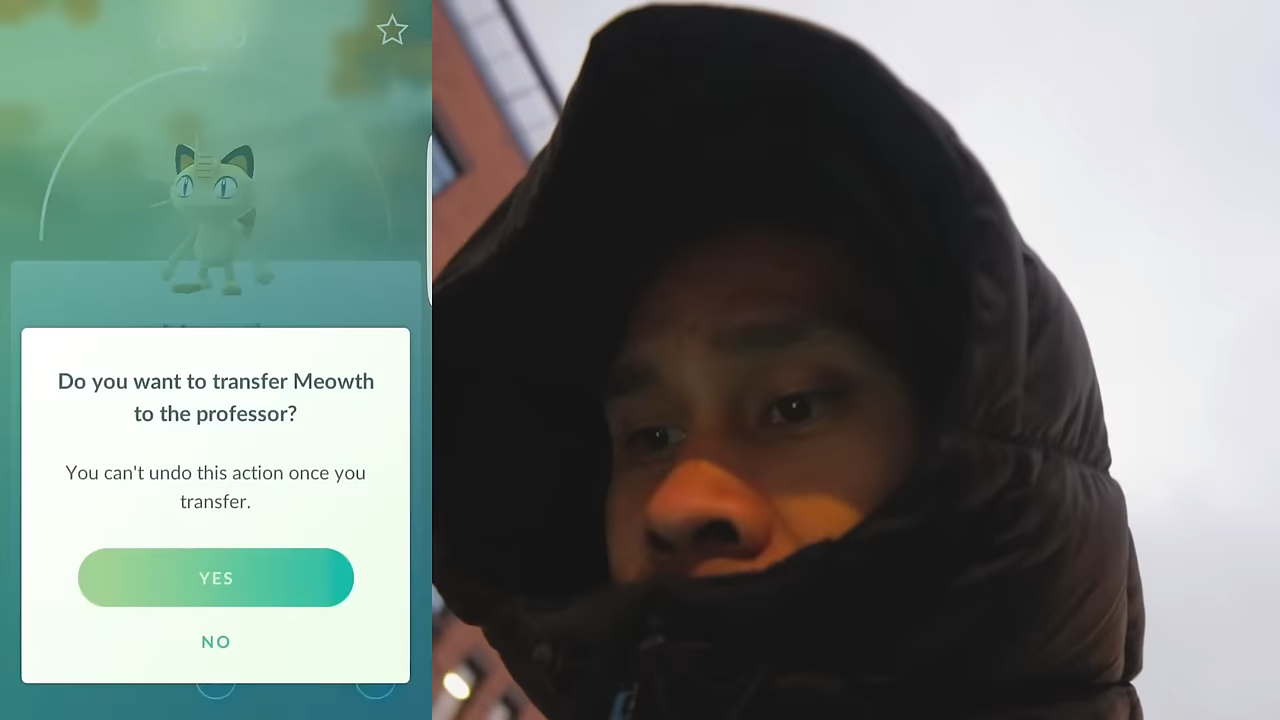 Do you want to transfer Meowth
to the professor?
You can't undo this action once you
transfer.
YES
NO